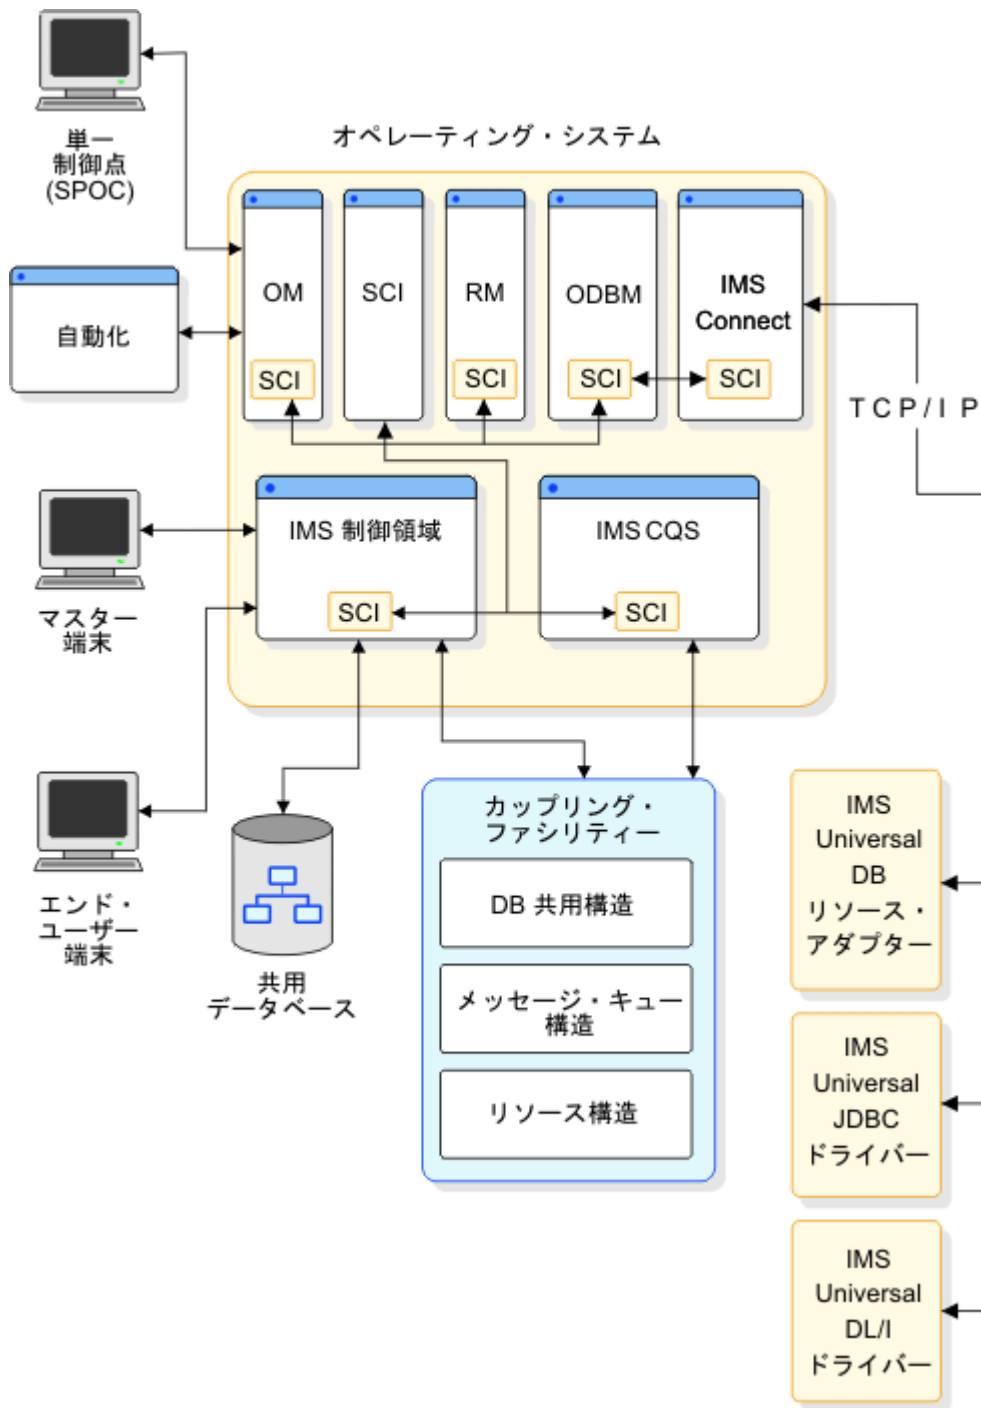 単一
制御点
(SPOC)
オペレーティング・システム
OM
SCI
RM
ODBM
IMS
Connect
SCI
SCI
SCI
SCI
自動化
TCP/IP
IMS 制御領域
IMS CQS
SCI
SCI
マスター
端末
エンド・
ユーザー
端末
共用
データベース
カップリング・
ファシリティー
DB 共用構造
メッセージ・キュー
構造
リソース構造
IMS
Universal
DB
リソース・
アダプター
IMS
Universal
JDBC
ドライバー
IMS
Universal
DL/I
ドライバー